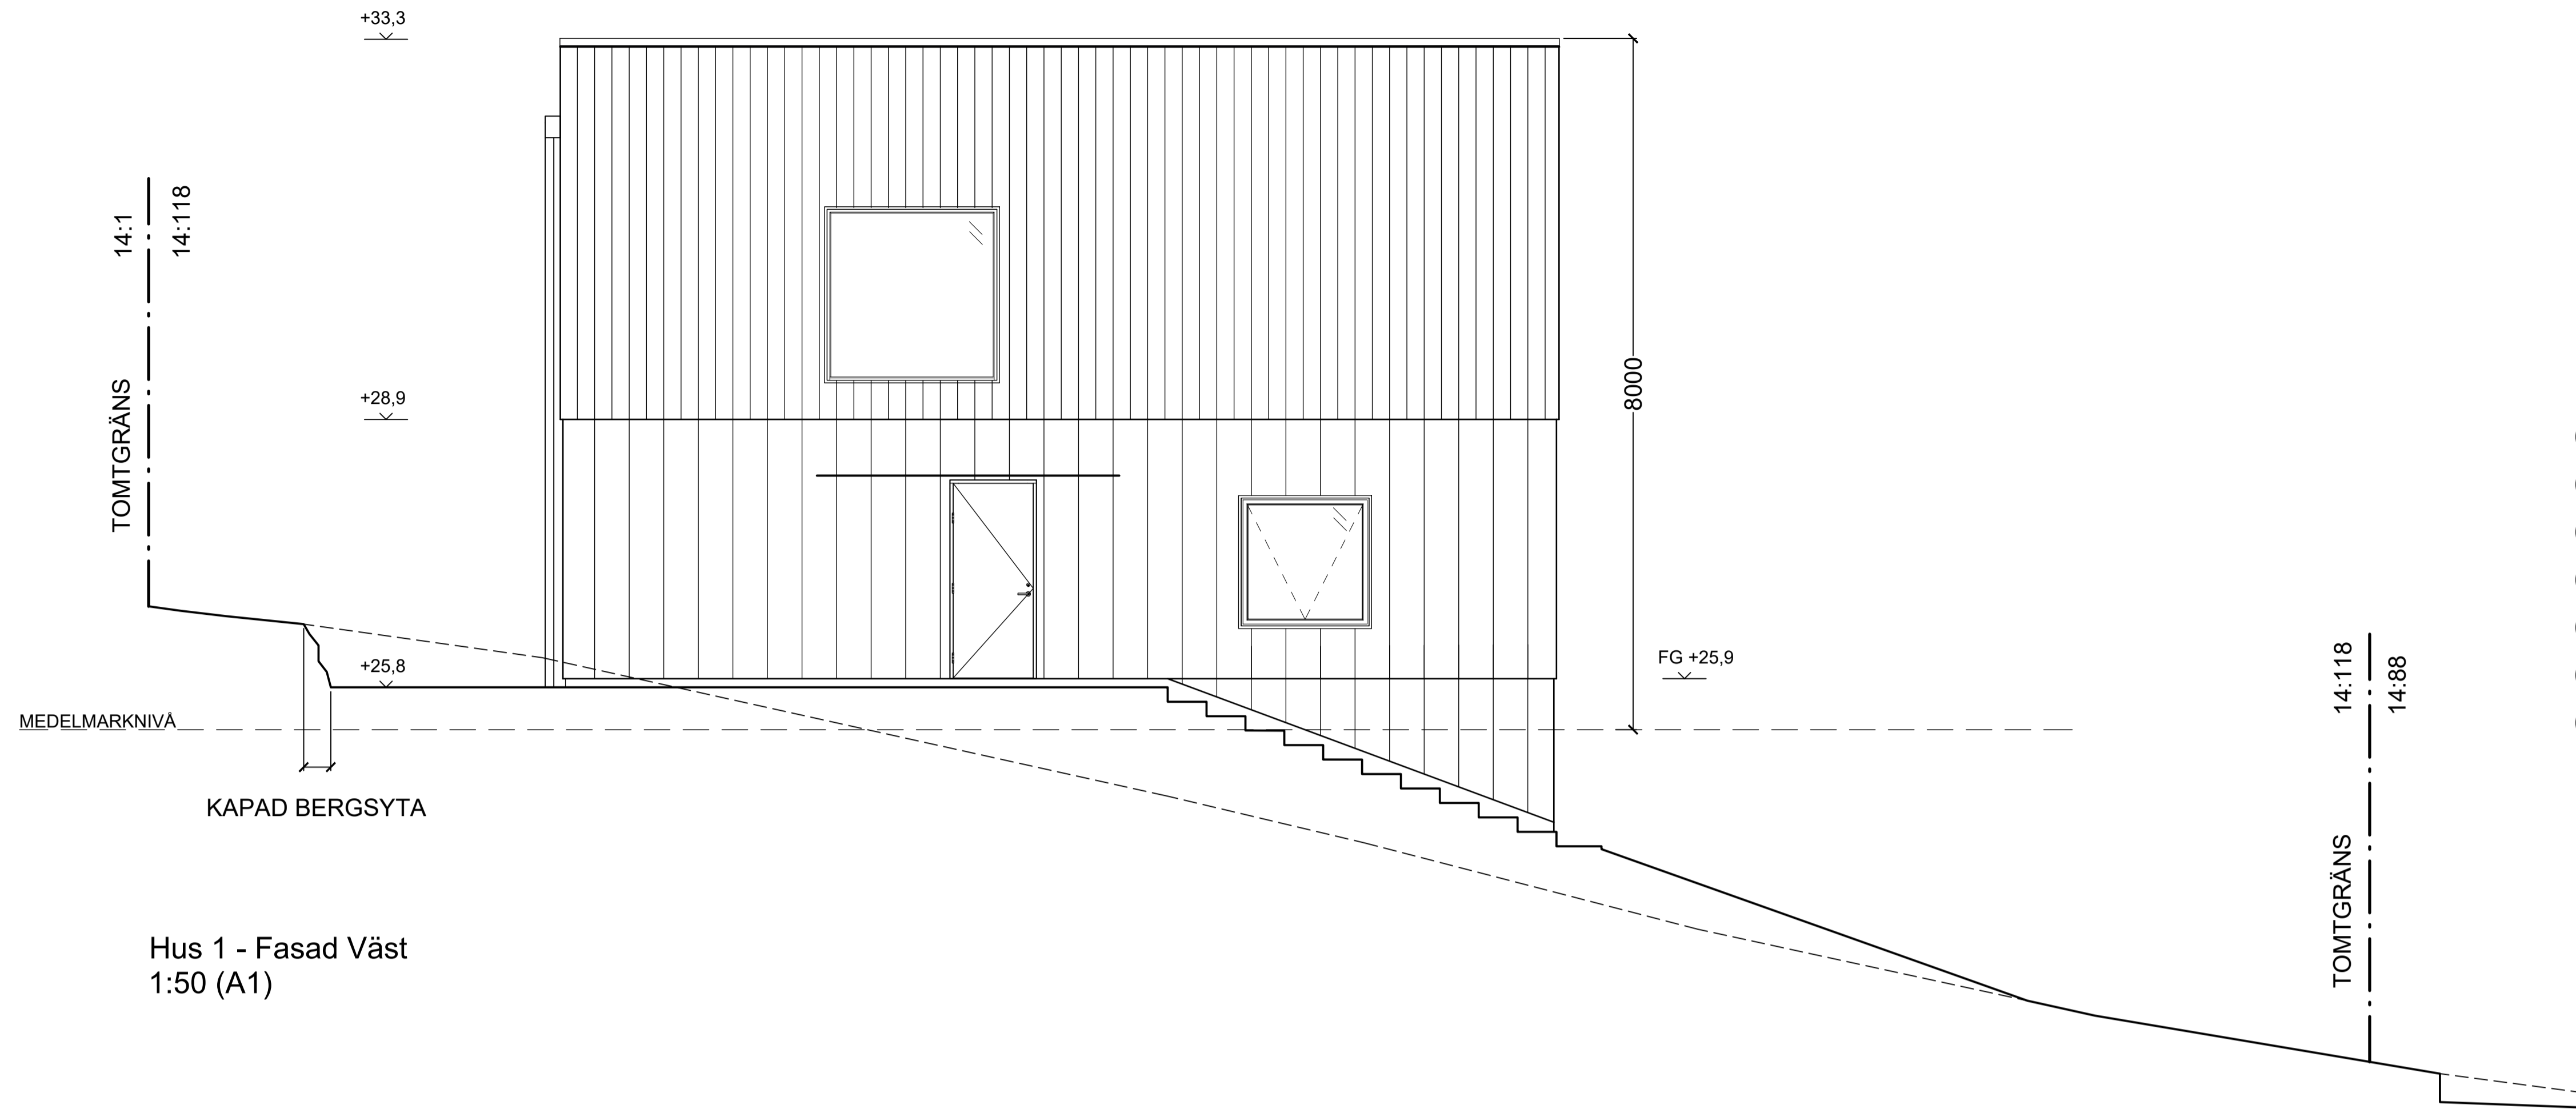 +33,3
14:1
14:118
TOMTGRÄNS
+28,9
8000
+25,8
FG +25,9
MEDELMARKNIVÅ
KAPAD BERGSYTA
14:118
14:88
TOMTGRÄNS
Hus 1 - Fasad Väst
1:50 (A1)